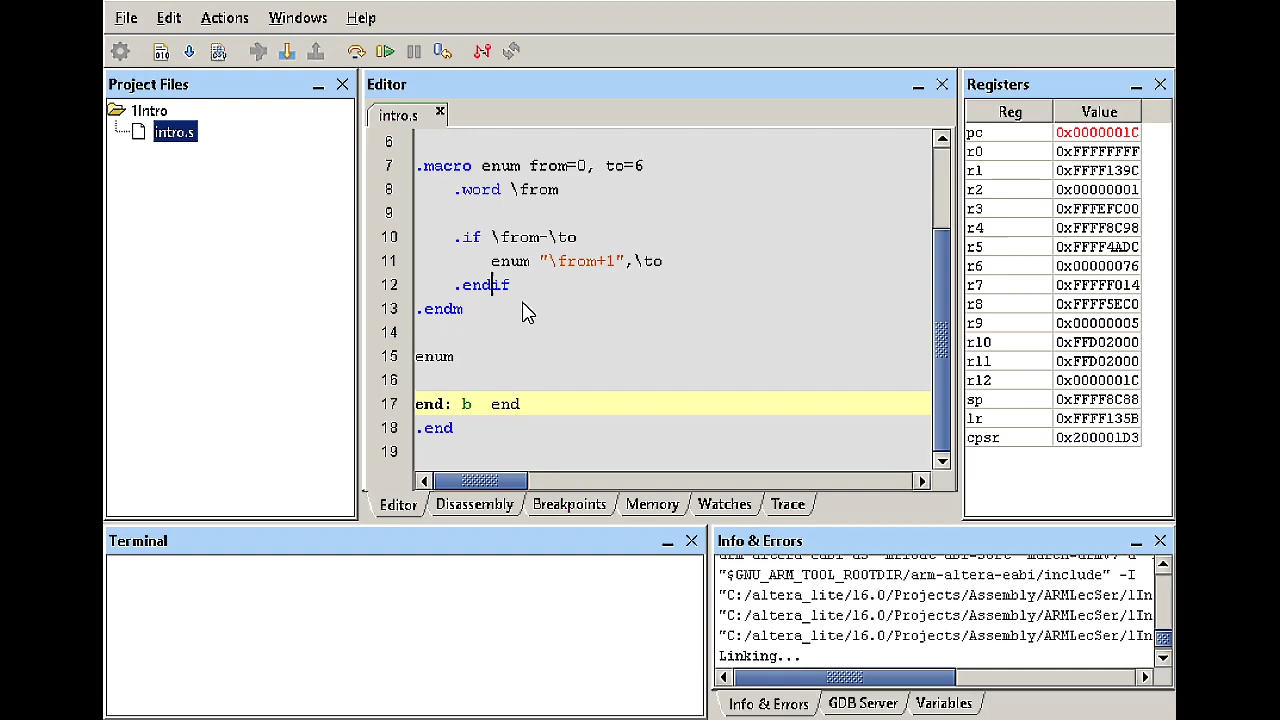 File Edit Actions Windows Help
Project Files
1Intro
intro.s
Editor
intro.s
6
7 .macro enum from=0, to=6
8 .word \from
9
10 .if \from-\to
11 enum "\from+1",\to
12 .endif
13 .endm
14
15 enum
16
17 end: b end
18 .end
19
Editor Disassembly Breakpoints Memory Watches Trace
Registers
Reg Value
pc 0x0000001C
r0 0xFFFFFFFF
r1 0xFFFF139C
r2 0x00000001
r3 0xFFFEFC00
r4 0xFFFF8C98
r5 0xFFFF4ADC
r6 0x00000076
r7 0xFFFFF014
r8 0xFFFF5EC0
r9 0x00000005
r10 0xFFD02000
r11 0xFFD02000
r12 0x0000001C
sp 0xFFFF8C88
lr 0xFFFF135B
cpsr 0x200001D3
Terminal
Info & Errors
"$GNU_ARM_TOOL_ROOTDIR/arm-altera-eabi/include" -I
"C:/altera_lite/16.0/Projects/Assembly/ARMLecSer/1In
"C:/altera_lite/16.0/Projects/Assembly/ARMLecSer/1In
"C:/altera_lite/16.0/Projects/Assembly/ARMLecSer/1In
Linking...
Info & Errors GDB Server Variables